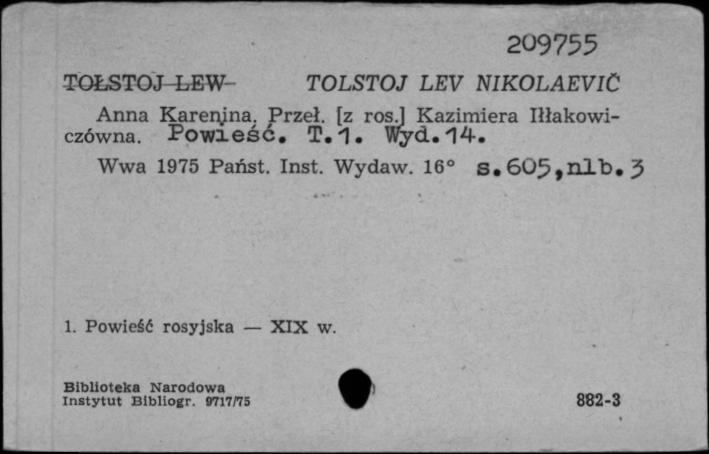 209755
TOŁSTOJ LEW TOLSTOJ LEV NIKOLAEVIČ
Anna Karenina. Przeł. [z ros.] Kazimiera Iłłakowi-
czówna. Powieść. T.1. Wyd.14.
Wwa 1975 Państ. Inst. Wydaw. 16° s.605,nlb.3
1. Powieść rosyjska — XIX w.
Biblioteka Narodowa
Instytut Bibliogr. 9717/75 882-3